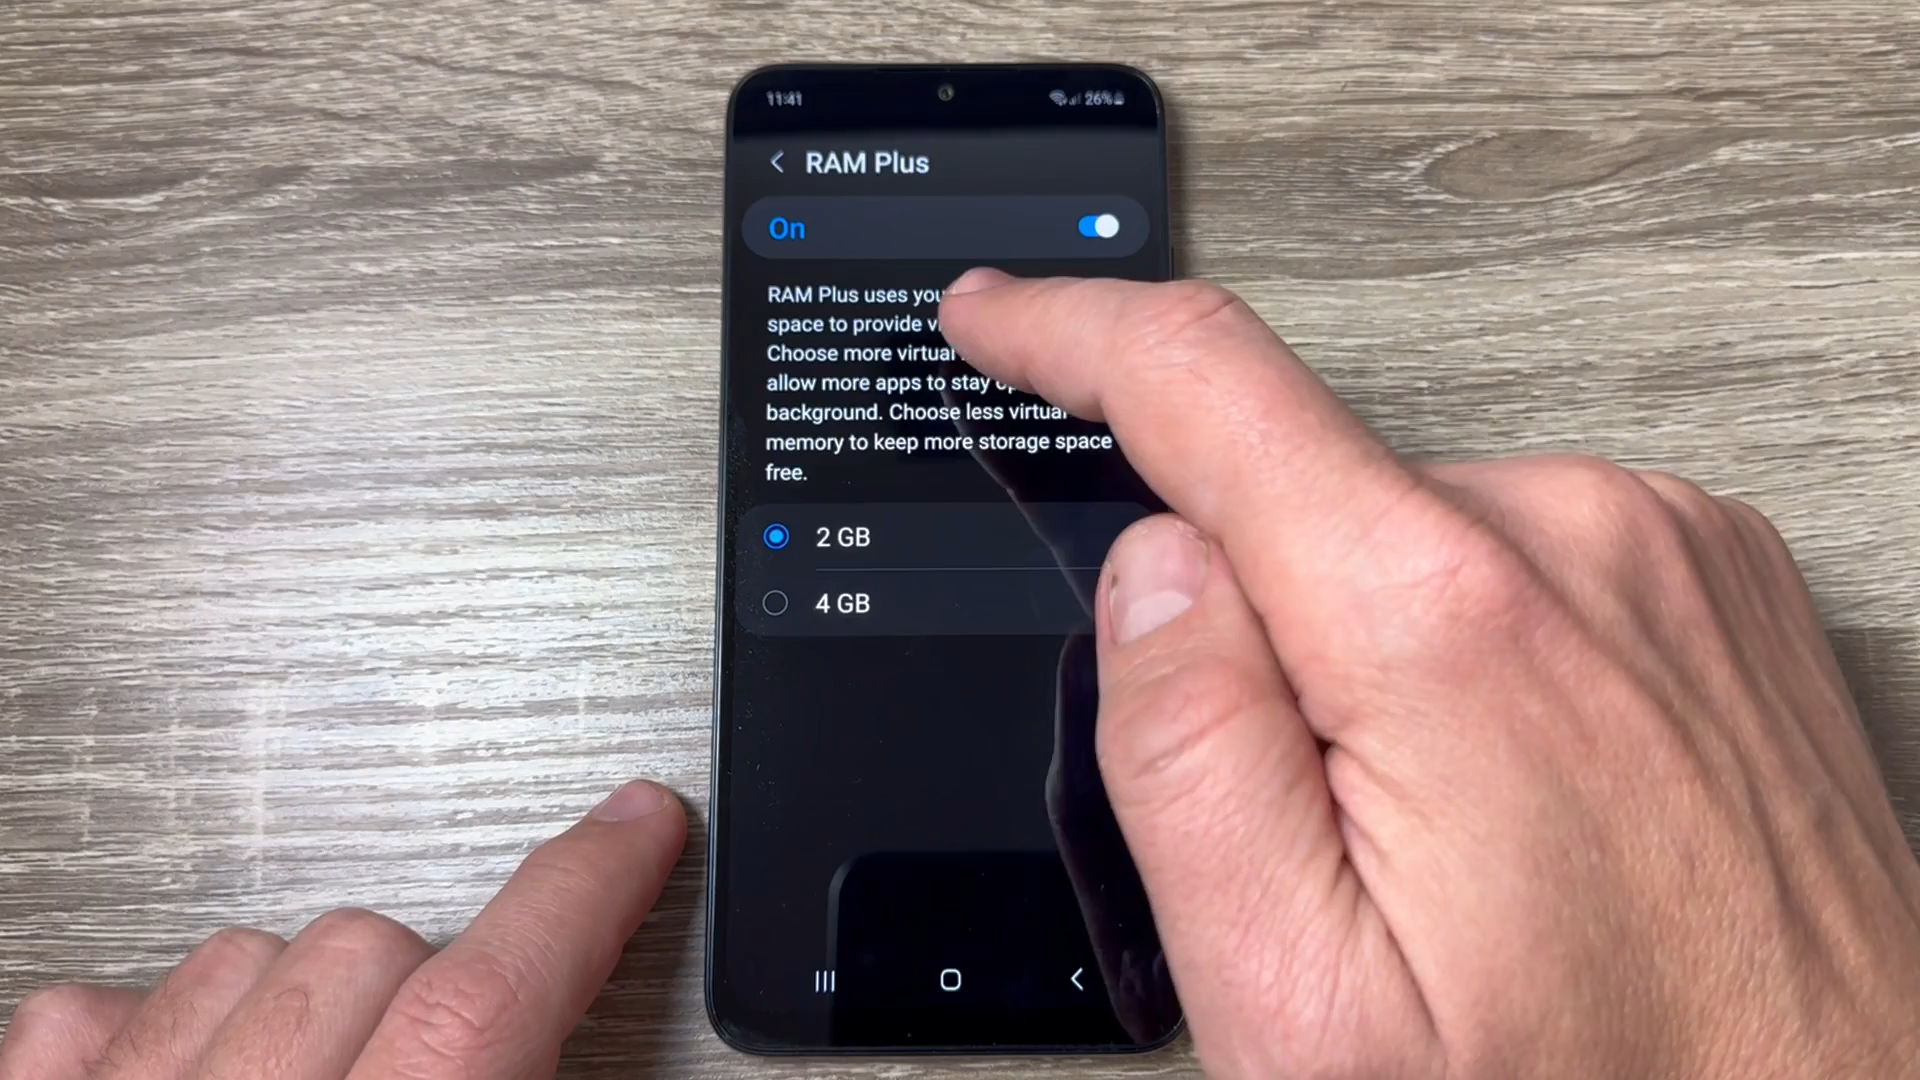 11:41
26%
RAM Plus
On
RAM Plus uses you
space to provide
Choose more virtual
allow more apps to stay
background. Choose less virtual
memory to keep more storage space
free.
2 GB
4 GB